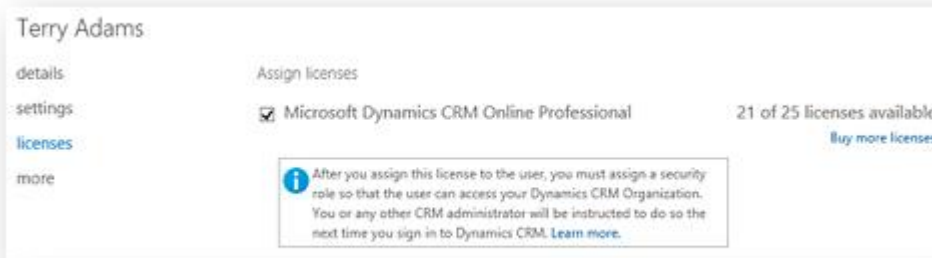 Terry Adams
details
Assign licenses
settings
Microsoft Dynamics CRM Online Professional
21 of 25 licenses available
licenses
Buy more licenses
more
After you assign this license to the user, you must assign a security
role so that the user can access your Dynamics CRM Organization.
You or any other CRM administrator will be instructed to do so the
next time you sign in to Dynamics CRM. Learn more.